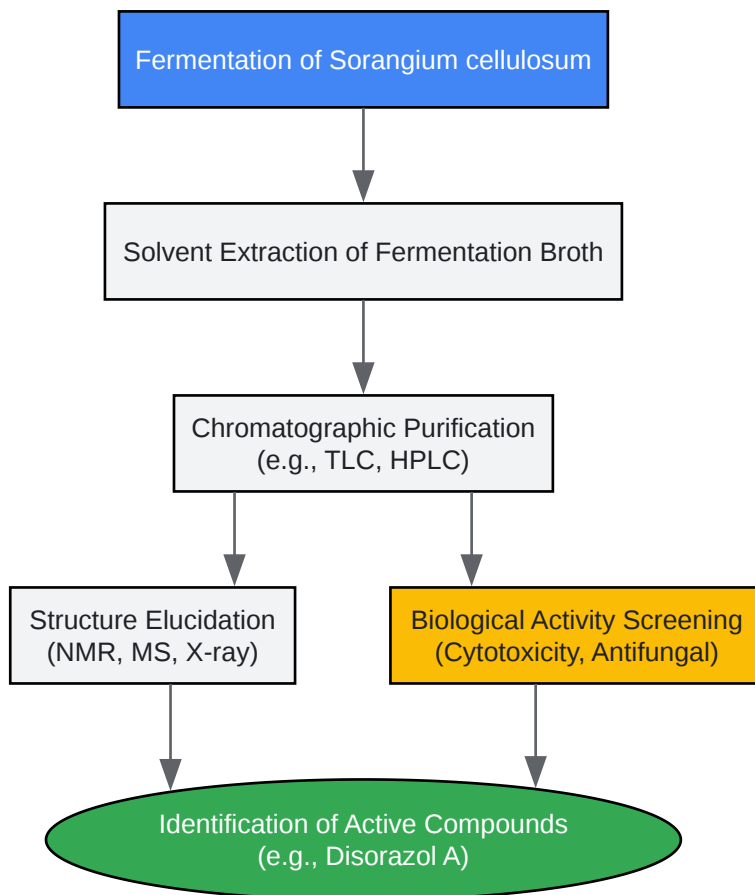 Fermentation of Sorangium cellulosum
Solvent Extraction of Fermentation Broth
Chromatographic Purification
(e.g., TLC, HPLC)
Structure Elucidation
(NMR, MS, X-ray)
Biological Activity Screening
(Cytotoxicity, Antifungal)
Identification of Active Compounds
(e.g., Disorazol A)